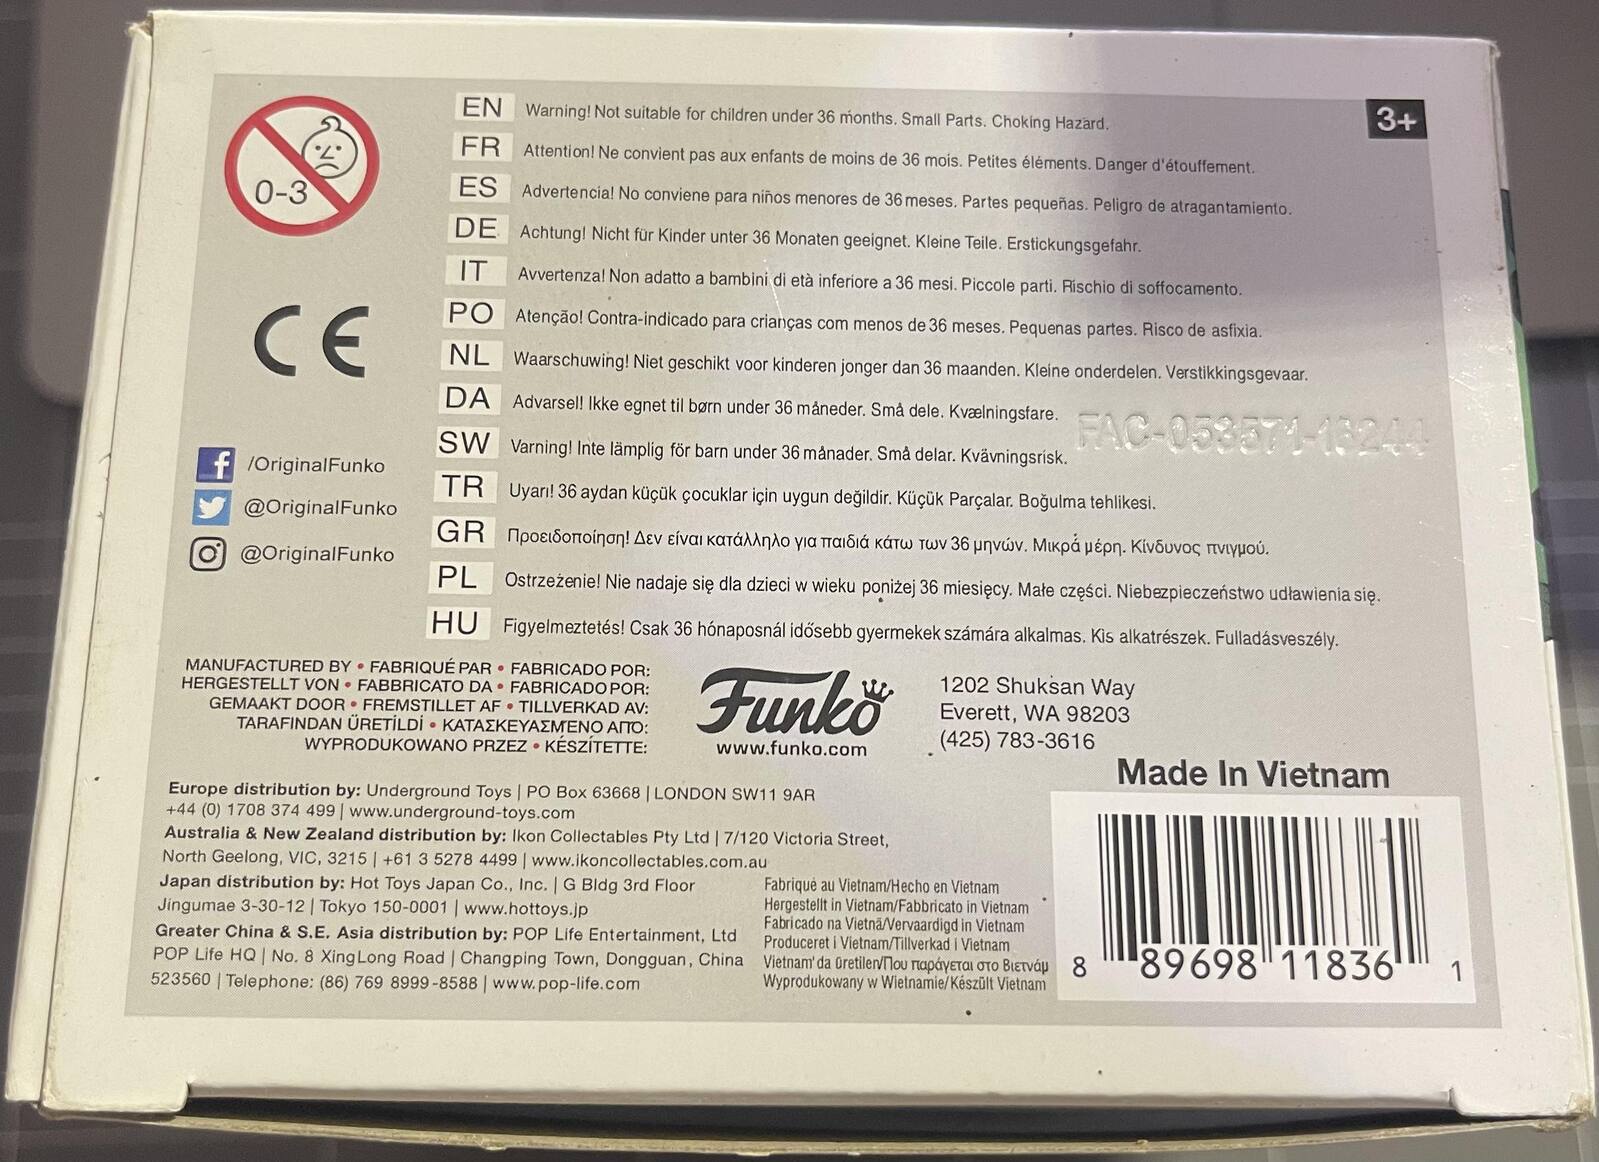 0-3
EN Warning! Not suitable for children under 36 months. Small Parts. Choking Hazard.
3+
FR Attention! Ne convient pas aux enfants de moins de 36 mois. Petites éléments. Danger d'étouffement.
ES Advertencia! No conviene para niños menores de 36 meses. Partes pequeñas. Peligro de atragantamiento.
DE Achtung! Nicht für Kinder unter 36 Monaten geeignet. Kleine Teile. Erstickungsgefahr.
IT Avvertenza! Non adatto a bambini di età inferiore a 36 mesi. Piccole parti. Rischio di soffocamento.
PO Atenção! Contra-indicado para crianças com menos de 36 meses. Pequenas partes. Risco de asfixia.
NL Waarschuwing! Niet geschikt voor kinderen jonger dan 36 maanden. Kleine onderdelen. Verstikkingsgevaar.
DA Advarsel! Ikke egnet til børn under 36 måneder. Små dele. Kvælningsfare.
FAC-053571-16244
SW Varning! Inte lämplig för barn under 36 månader. Små delar. Kvävningsrisk.
TR Uyarı! 36 aydan küçük çocuklar için uygun değildir. Küçük Parçalar. Boğulma tehlikesi.
GR Προειδοποίηση! Δεν είναι κατάλληλο για παιδιά κάτω των 36 μηνών. Μικρά μέρη. Κίνδυνος πνιγμού.
PL Ostrzeżenie! Nie nadaje się dla dzieci w wieku poniżej 36 miesięcy. Małe części. Niebezpieczeństwo udławienia się.
HU Figyelmeztetés! Csak 36 hónaposnál idősebb gyermekek számára alkalmas. Kis alkatrészek. Fulladásveszély.
CE
f /OriginalFunko
@OriginalFunko
@OriginalFunko
MANUFACTURED BY • FABRIQUÉ PAR • FABRICADO POR:
HERGESTELLT VON • FABBRICATO DA • FABRICADO POR:
GEMAAKT DOOR • FREMSTILLET AF • TILLVERKAD AV:
TARAFINDAN ÜRETİLDİ • ΚΑΤΑΣΚΕΥΑΣΜΈΝΟ ΑΠΌ:
WYPRODUKOWANO PRZEZ • KÉSZÍTETTE:
Funko
www.funko.com
1202 Shuksan Way
Everett, WA 98203
(425) 783-3616
Europe distribution by: Underground Toys | PO Box 63668 | LONDON SW11 9AR
+44 (0) 1708 374 499 | www.underground-toys.com
Australia & New Zealand distribution by: Ikon Collectables Pty Ltd | 7/120 Victoria Street,
North Geelong, VIC, 3215 | +61 3 5278 4499 | www.ikoncollectables.com.au
Japan distribution by: Hot Toys Japan Co., Inc. | G Bldg 3rd Floor
Jingumae 3-30-12 | Tokyo 150-0001 | www.hottoys.jp
Greater China & S.E. Asia distribution by: POP Life Entertainment, Ltd
POP Life HQ | No. 8 XingLong Road | Changping Town, Dongguan, China
523560 | Telephone: (86) 769 8999-8588 | www.pop-life.com
Fabriqué au Vietnam/Hecho en Vietnam
Hergestellt in Vietnam/Fabbricato in Vietnam
Fabricado na Vietnã/Vervaardigd in Vietnam
Produceret i Vietnam/Tillverkad i Vietnam
Vietnam'da üretilen/Που παράγεται στο Βιετνάμ
Wyprodukowany w Wietnamie/Készült Vietnam
Made In Vietnam
8 89698 11836 1